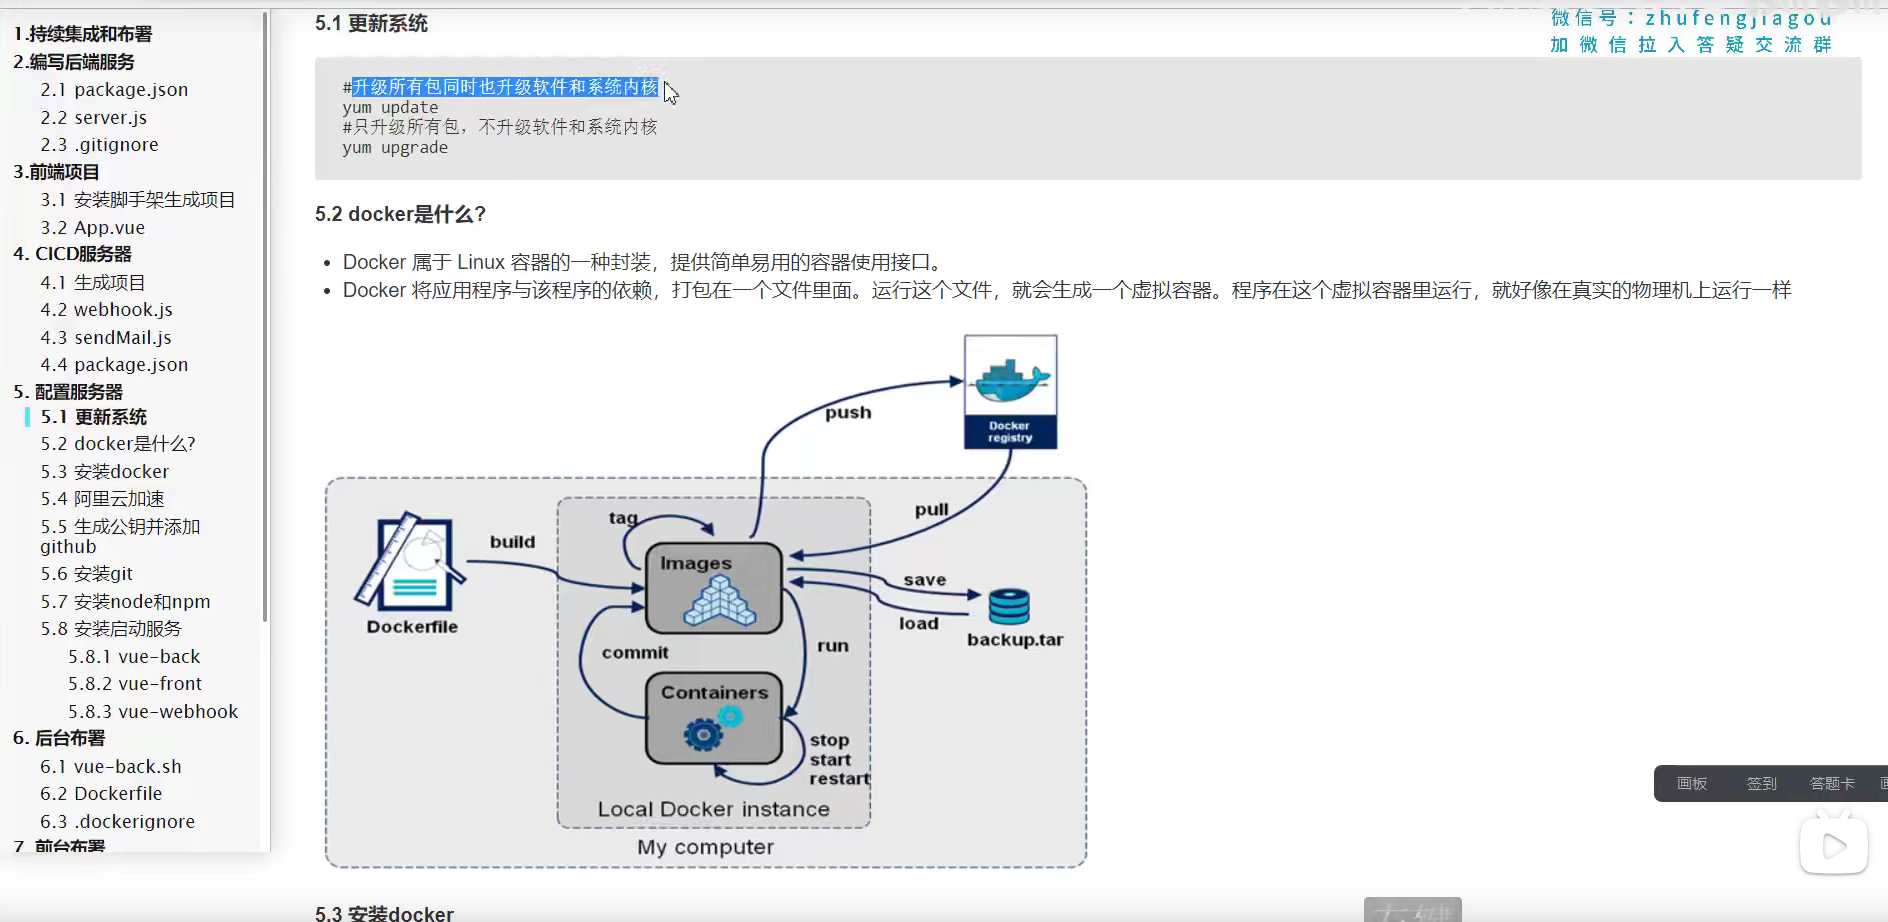 1.持续集成和布署
2.编写后端服务
2.1 package.json
2.2 server.js
2.3 .gitignore
3.前端项目
3.1 安装脚手架生成项目
3.2 App.vue
4. CICD服务器
4.1 生成项目
4.2 webhook.js
4.3 sendMail.js
4.4 package.json
5. 配置服务器
5.1 更新系统
5.2 docker是什么?
5.3 安装docker
5.4 阿里云加速
5.5 生成公钥并添加
github
5.6 安装git
5.7 安装node和npm
5.8 安装启动服务
5.8.1 vue-back
5.8.2 vue-front
5.8.3 vue-webhook
6. 后台布署
6.1 vue-back.sh
6.2 Dockerfile
6.3 .dockerignore
7. 前台布署
5.1 更新系统
微信号：zhufengjiagou
加微信拉入答疑交流群
#升级所有包同时也升级软件和系统内核
yum update
#只升级所有包，不升级软件和系统内核
yum upgrade
5.2 docker是什么?
• Docker 属于 Linux 容器的一种封装，提供简单易用的容器使用接口。
• Docker 将应用程序与该程序的依赖，打包在一个文件里面。运行这个文件，就会生成一个虚拟容器。程序在这个虚拟容器里运行，就好像在真实的物理机上运行一样
Docker
registry
push
pull
tag
build
Images
save
load
backup.tar
Dockerfile
commit
run
Containers
stop
start
restart
Local Docker instance
My computer
画板
签到
答题卡
5.3 安装docker